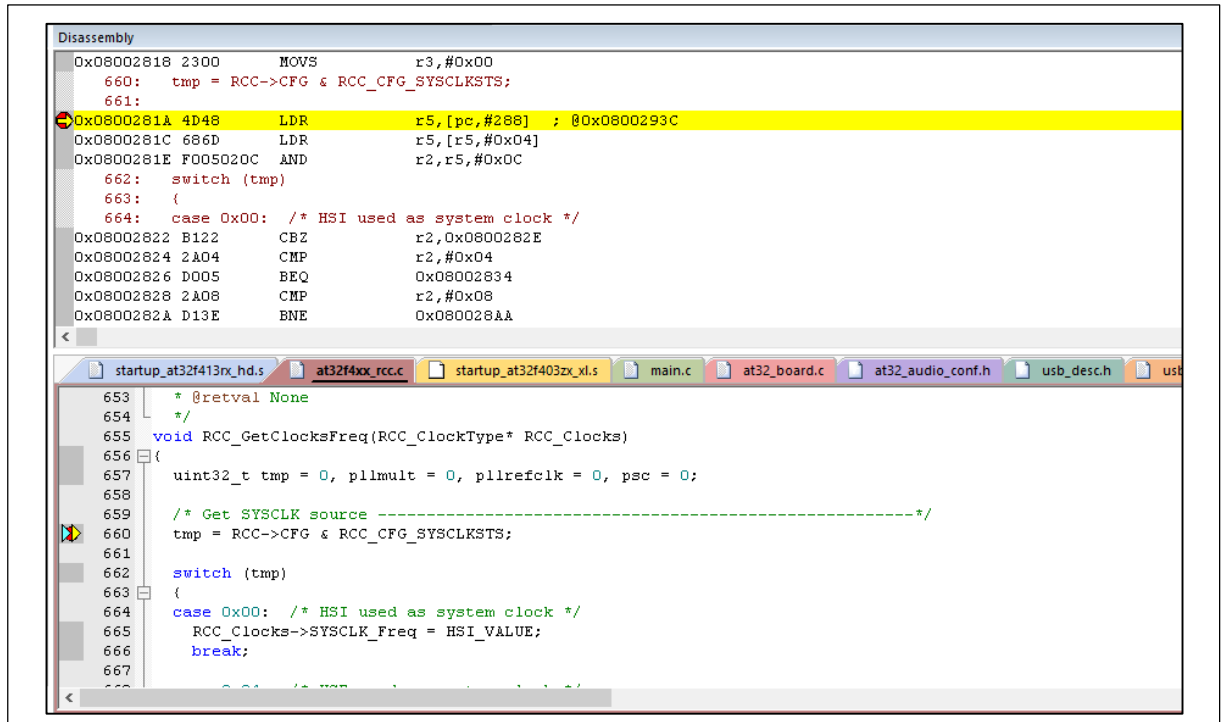 Disassembly
0x08002818 2300 MOVS r3,#0x00
660: tmp = RCC->CFG & RCC_CFG_SYSCLKSTS;
661:
0x0800281A 4D48 LDR r5,[pc,#288] ; @0x0800293C
0x0800281C 686D LDR r5,[r5,#0x04]
0x0800281E F005020C AND r2,r5,#0x0C
662: switch (tmp)
663: {
664: case 0x00: /* HSI used as system clock */
0x08002822 B122 CBZ r2,0x0800282E
0x08002824 2A04 CMP r2,#0x04
0x08002826 D005 BEQ 0x08002834
0x08002828 2A08 CMP r2,#0x08
0x0800282A D13E BNE 0x080028AA
startup_at32f413rx_hd.s at32f4xx_rcc.c startup_at32f403zx_xl.s main.c at32_board.c at32_audio_conf.h usb_desc.h usb
653 * @retval None
654 */
655 void RCC_GetClocksFreq(RCC_ClockType* RCC_Clocks)
656 {
657 uint32_t tmp = 0, pllmult = 0, pllrefclk = 0, psc = 0;
658
659 /* Get SYSCLK source -------------------------------------------------------*/
660 tmp = RCC->CFG & RCC_CFG_SYSCLKSTS;
661
662 switch (tmp)
663 {
664 case 0x00: /* HSI used as system clock */
665 RCC_Clocks->SYSCLK_Freq = HSI_VALUE;
666 break;
667